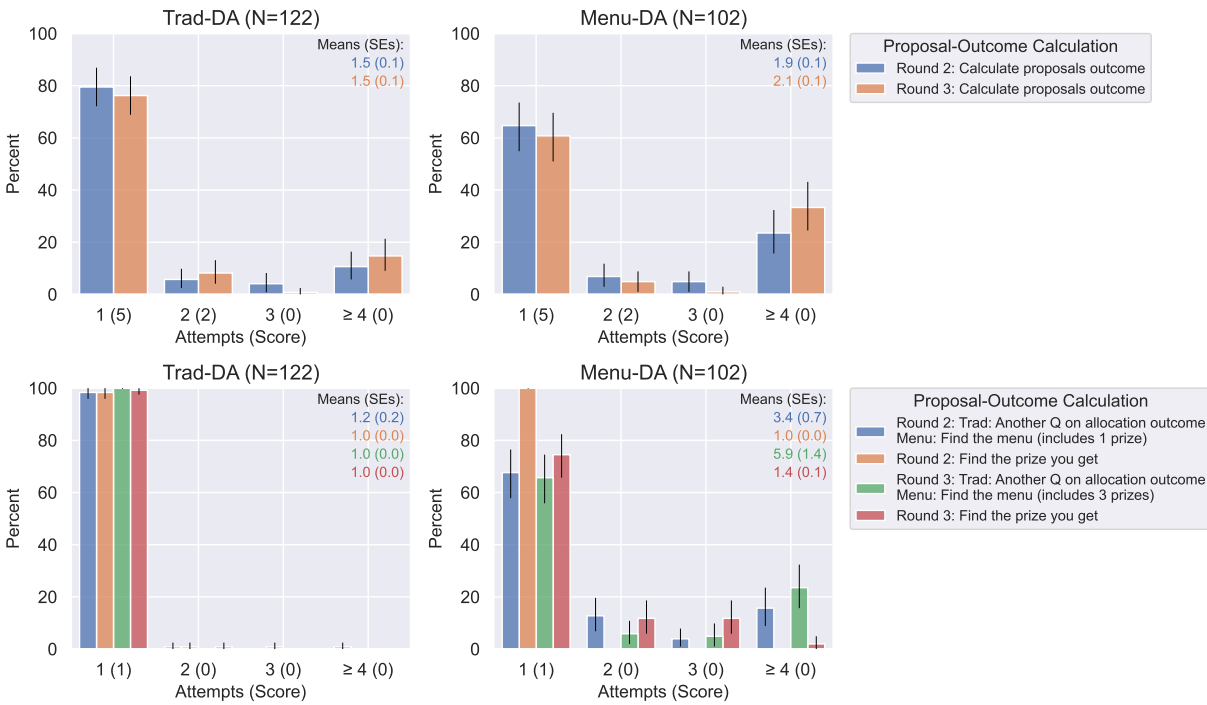 Trad-DA (N=122)
Means (SEs):
1.5 (0.1)
1.5 (0.1)
100
80
60
40
20
0
Percent
1 (5)
2 (2)
3 (0)
≥ 4 (0)
Attempts (Score)
Menu-DA (N=102)
Means (SEs):
1.9 (0.1)
2.1 (0.1)
100
80
60
40
20
0
Percent
1 (5)
2 (2)
3 (0)
≥ 4 (0)
Attempts (Score)
Proposal-Outcome Calculation
Round 2: Calculate proposals outcome
Round 3: Calculate proposals outcome
Trad-DA (N=122)
Means (SEs):
1.2 (0.2)
1.0 (0.0)
1.0 (0.0)
1.0 (0.0)
100
80
60
40
20
0
Percent
1 (1)
2 (0)
3 (0)
≥ 4 (0)
Attempts (Score)
Menu-DA (N=102)
Means (SEs):
3.4 (0.7)
1.0 (0.0)
5.9 (1.4)
1.4 (0.1)
100
80
60
40
20
0
Percent
1 (1)
2 (0)
3 (0)
≥ 4 (0)
Attempts (Score)
Proposal-Outcome Calculation
Round 2: Trad: Another Q on allocation outcome
Menu: Find the menu (includes 1 prize)
Round 2: Find the prize you get
Round 3: Trad: Another Q on allocation outcome
Menu: Find the menu (includes 3 prizes)
Round 3: Find the prize you get